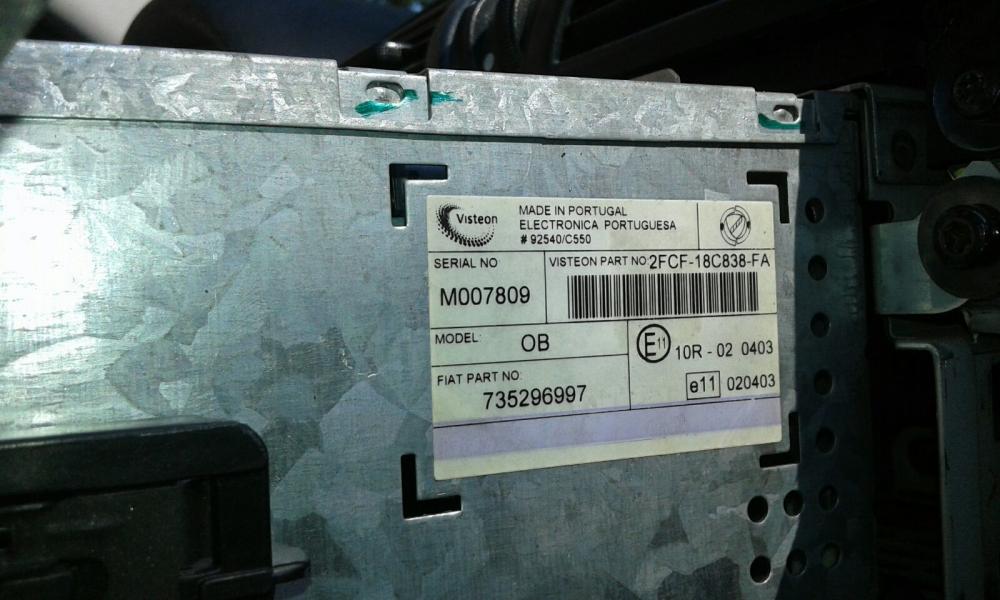 Visteon
MADE IN PORTUGAL
ELECTRONICA PORTUGUESA
# 92540/C550
SERIAL NO
M007809
VISTEON PART NO: 2FCF-18C838-FA
MODEL: OB
E11 10R - 02 0403
e11 020403
FIAT PART NO:
735296997